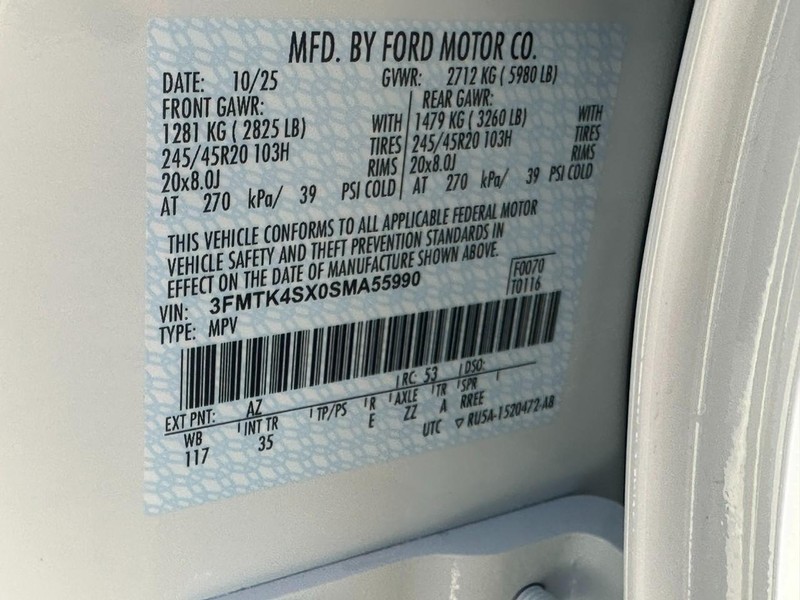 MFD. BY FORD MOTOR CO.
DATE: 10/25 GVWR: 2712 KG ( 5980 LB)
FRONT GAWR: REAR GAWR:
1281 KG ( 2825 LB) WITH 1479 KG ( 3260 LB) WITH
245/45R20 103H TIRES 245/45R20 103H TIRES
20x8.0J RIMS 20x8.0J RIMS
AT 270 kPa/ 39 PSI COLD AT 270 kPa/ 39 PSI COLD
THIS VEHICLE CONFORMS TO ALL APPLICABLE FEDERAL MOTOR
VEHICLE SAFETY AND THEFT PREVENTION STANDARDS IN
EFFECT ON THE DATE OF MANUFACTURE SHOWN ABOVE.
VIN: 3FMTK4SX0SMA55990 F0070
TYPE: MPV T0116
EXT PNT: AZ RC: 53 DSO:
WB INT TR TP/PS R AXLE TR SPR
117 35 E ZZ A RREE
UTC ▽ RU5A-1520472-AB